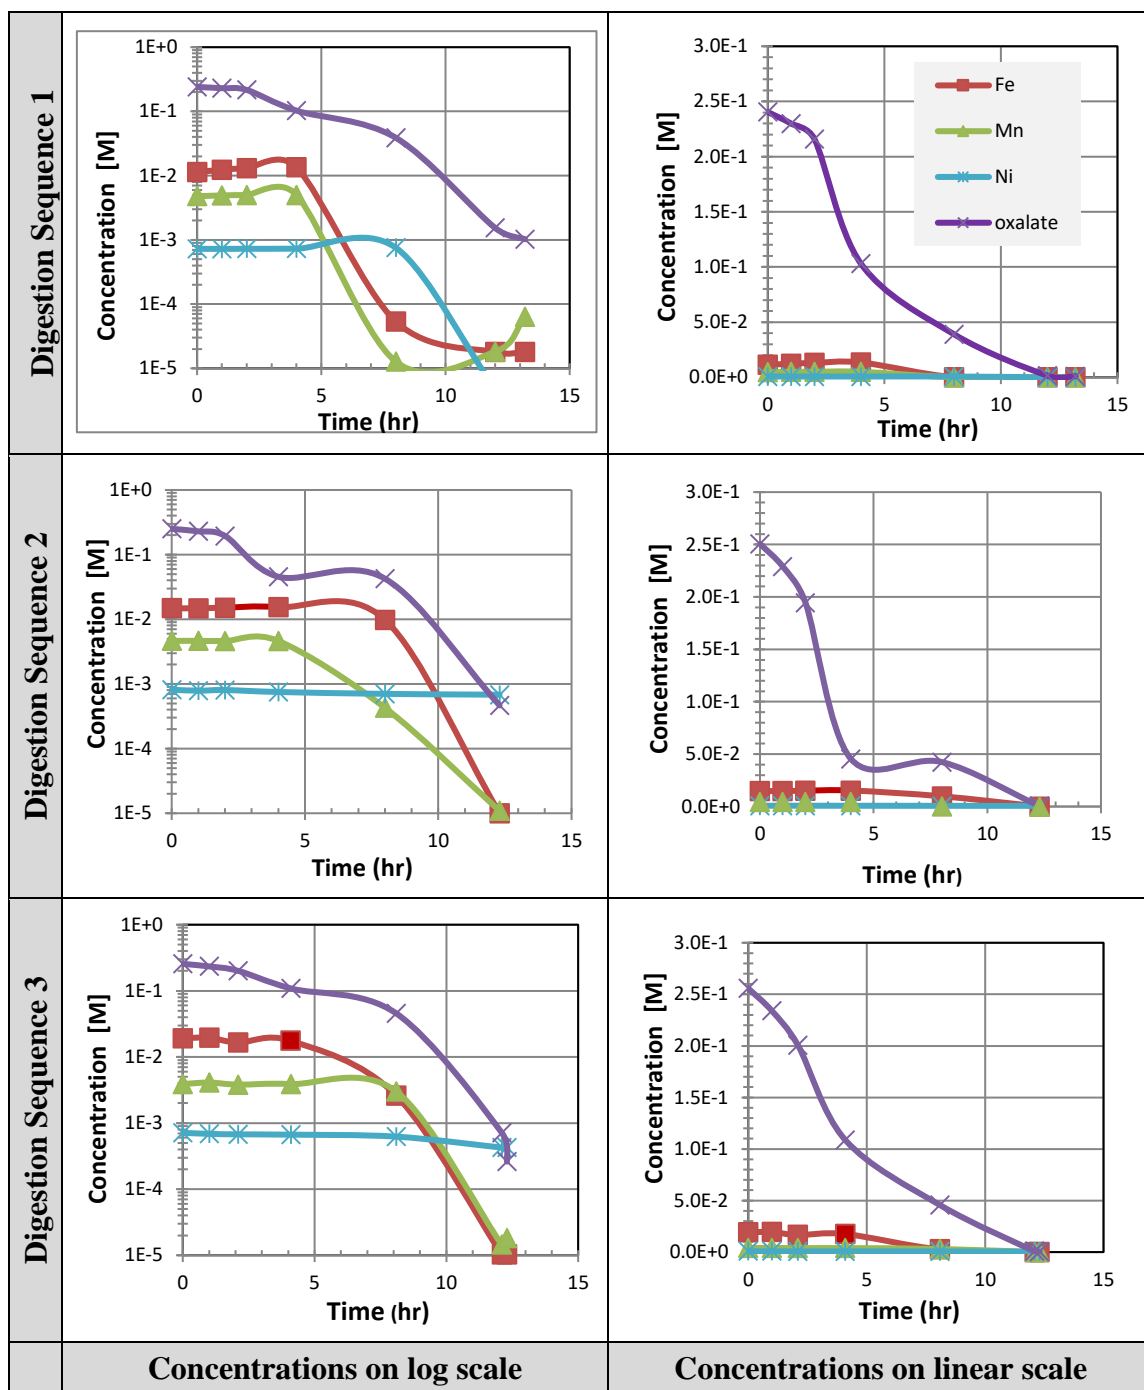 Digestion Sequence 1
Concentration [M]
1E+0
1E-1
1E-2
1E-3
1E-4
1E-5
0 5 10 15
Time (hr)
Concentration [M]
3.0E-1
2.5E-1
2.0E-1
1.5E-1
1.0E-1
5.0E-2
0.0E+0
0 5 10 15
Time (hr)
Fe
Mn
Ni
oxalate
Digestion Sequence 2
Concentration [M]
1E+0
1E-1
1E-2
1E-3
1E-4
1E-5
0 5 10 15
Time (hr)
Concentration [M]
3.0E-1
2.5E-1
2.0E-1
1.5E-1
1.0E-1
5.0E-2
0.0E+0
0 5 10 15
Time (hr)
Digestion Sequence 3
Concentration [M]
1E+0
1E-1
1E-2
1E-3
1E-4
1E-5
0 5 10 15
Time (hr)
Concentration [M]
3.0E-1
2.5E-1
2.0E-1
1.5E-1
1.0E-1
5.0E-2
0.0E+0
0 5 10 15
Time (hr)
Concentrations on log scale
Concentrations on linear scale